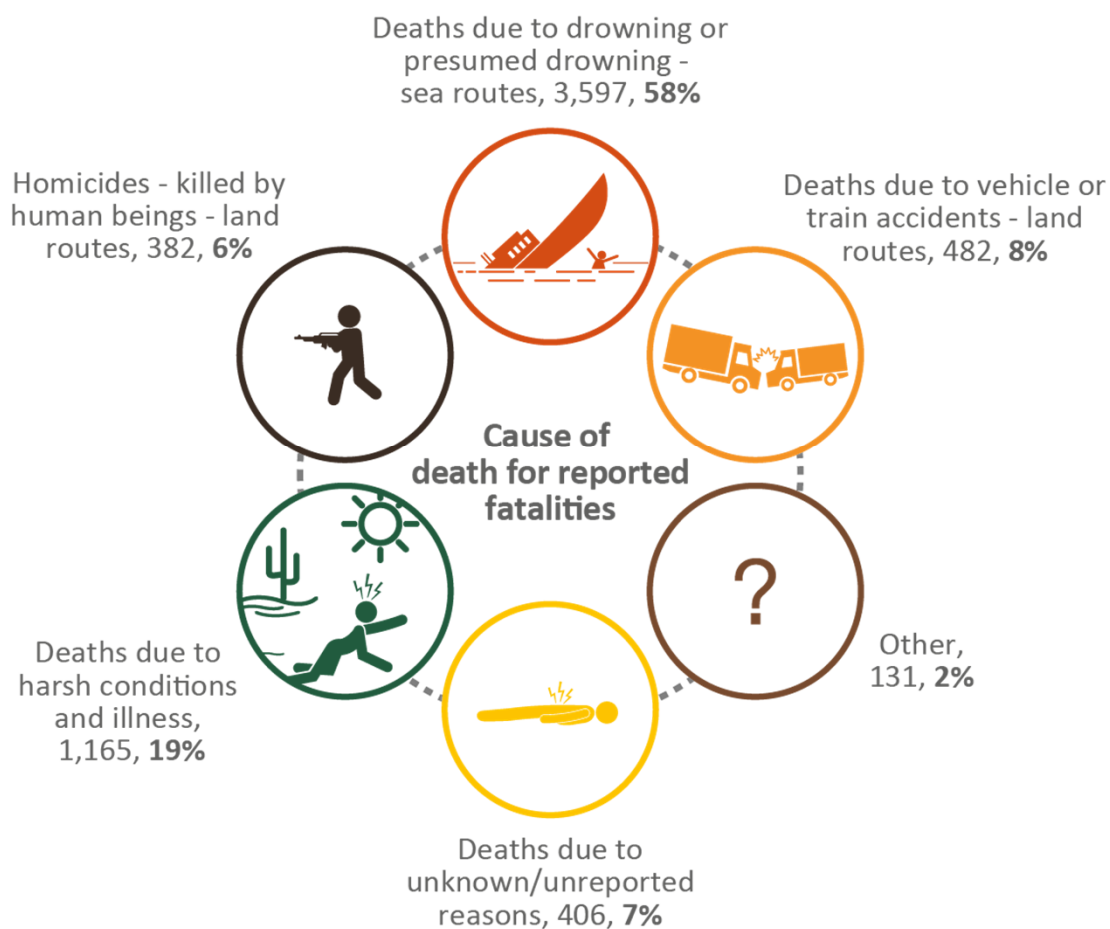 Deaths due to drowning or
presumed drowning -
sea routes, 3,597, 58%
Homicides - killed by
human beings - land
routes, 382, 6%
Deaths due to vehicle or
train accidents - land
routes, 482, 8%
Cause of
death for reported
fatalities
?
Deaths due to
harsh conditions
and illness,
1,165, 19%
Other,
131, 2%
Deaths due to
unknown/unreported
reasons, 406, 7%